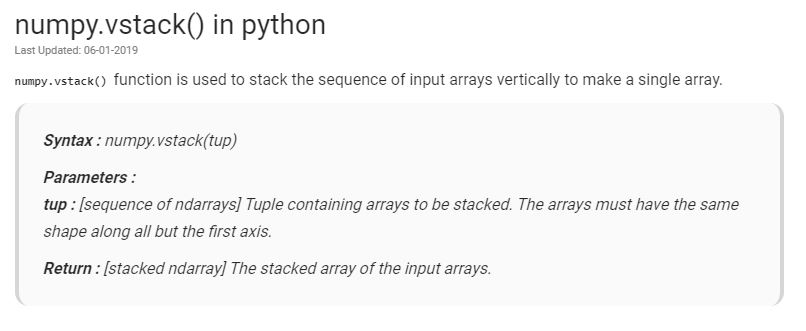 numpy.vstack() in python
Last Updated: 06-01-2019
numpy.vstack() function is used to stack the sequence of input arrays vertically to make a single array.
Syntax : numpy.vstack(tup)
Parameters :
tup : [sequence of ndarrays] Tuple containing arrays to be stacked. The arrays must have the same
shape along all but the first axis.
Return : [stacked ndarray] The stacked array of the input arrays.